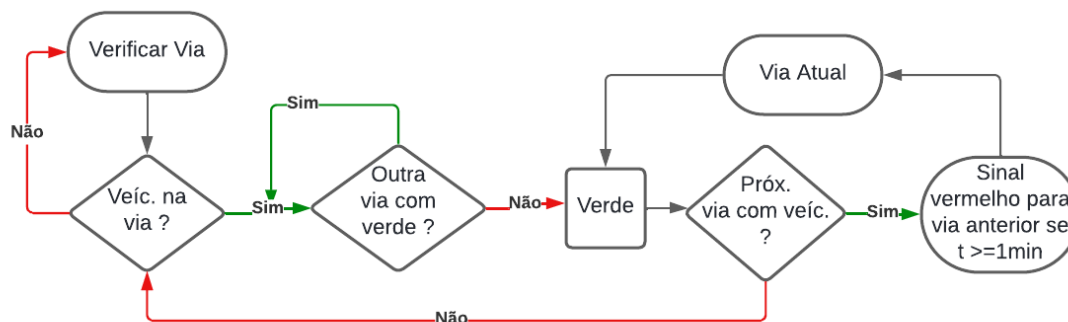 Verificar Via
Não
Veíc. na
via ?
Sim
Sim
Outra
via com
verde ?
Não
Verde
Via Atual
Próx.
via com veíc.
?
Sim
Sinal
vermelho para
via anterior se
t >=1min
Não